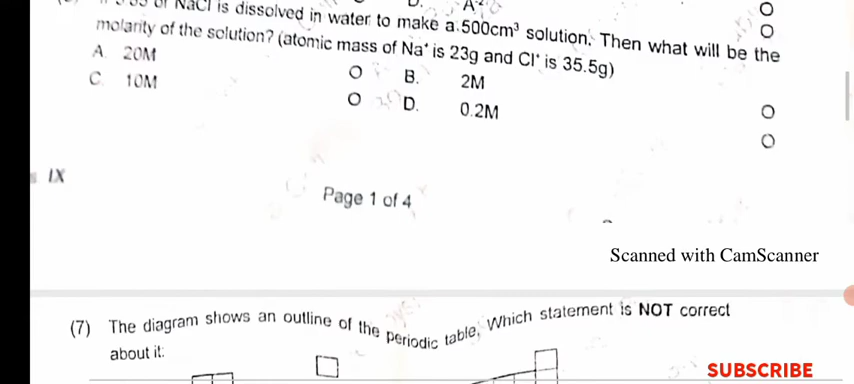 of NaCl is dissolved in water to make a 500cm³ solution. Then what will be the
molarity of the solution? (atomic mass of Na⁺ is 23g and Cl⁺ is 35.5g)
A. 20M B. 2M
C. 10M D. 0.2M
IX
Page 1 of 4
Scanned with CamScanner
(7) The diagram shows an outline of the periodic table. Which statement is NOT correct
about it:
SUBSCRIBE